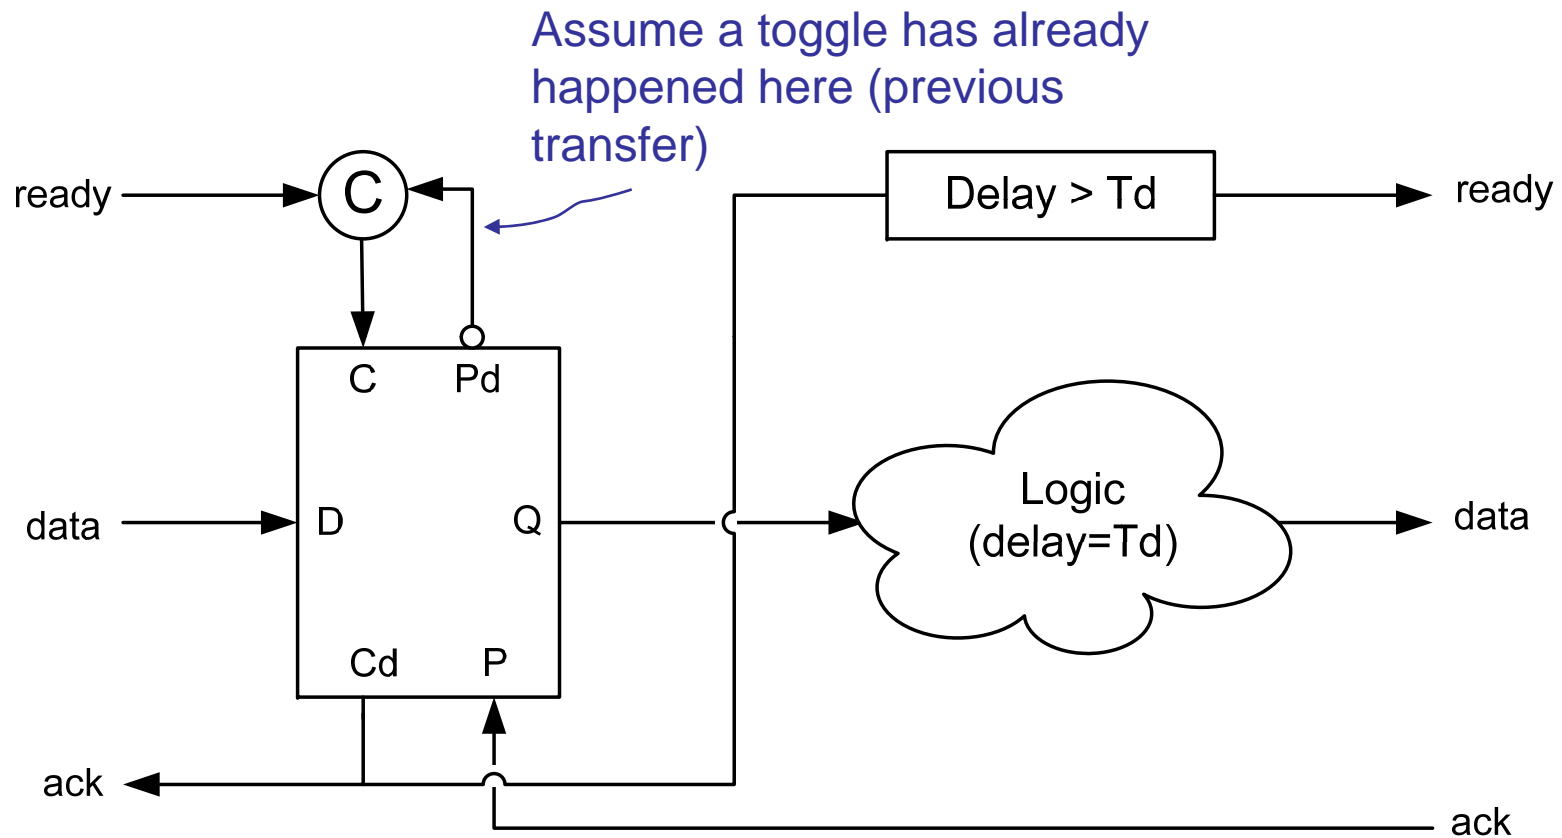 Assume a toggle has already
happened here (previous
transfer)
ready
C
Delay > Td
ready
C
Pd
data
D
Q
Logic
(delay=Td)
data
Cd
P
ack
ack